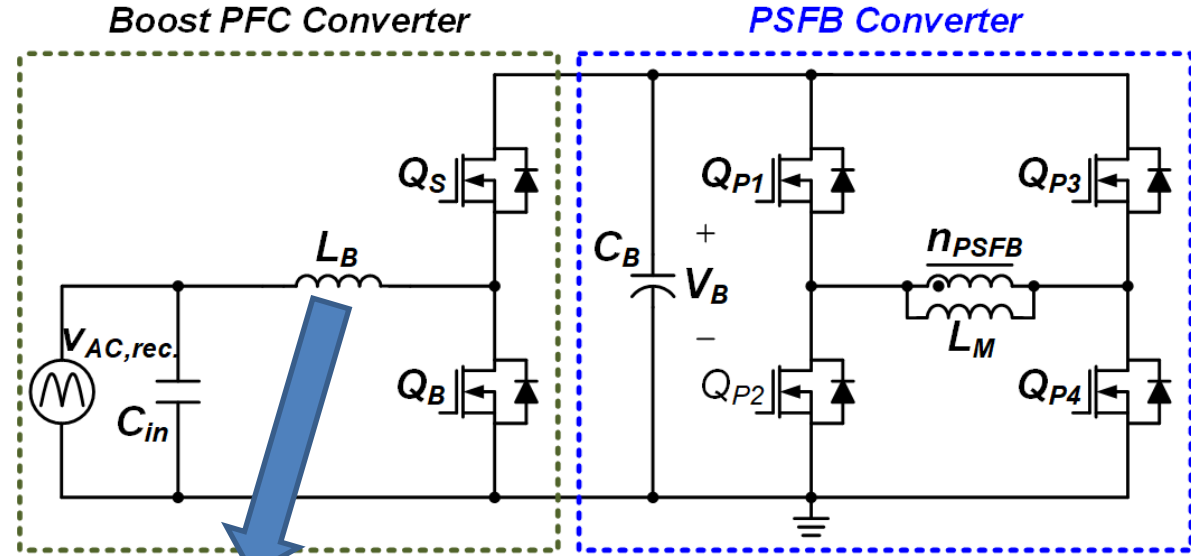 Boost PFC Converter
PSFB Converter
Q_S
Q_P1
Q_P3
L_B
C_B
+
V_B
−
n_PSFB
L_M
v_AC,rec.
C_in
Q_B
Q_P2
Q_P4